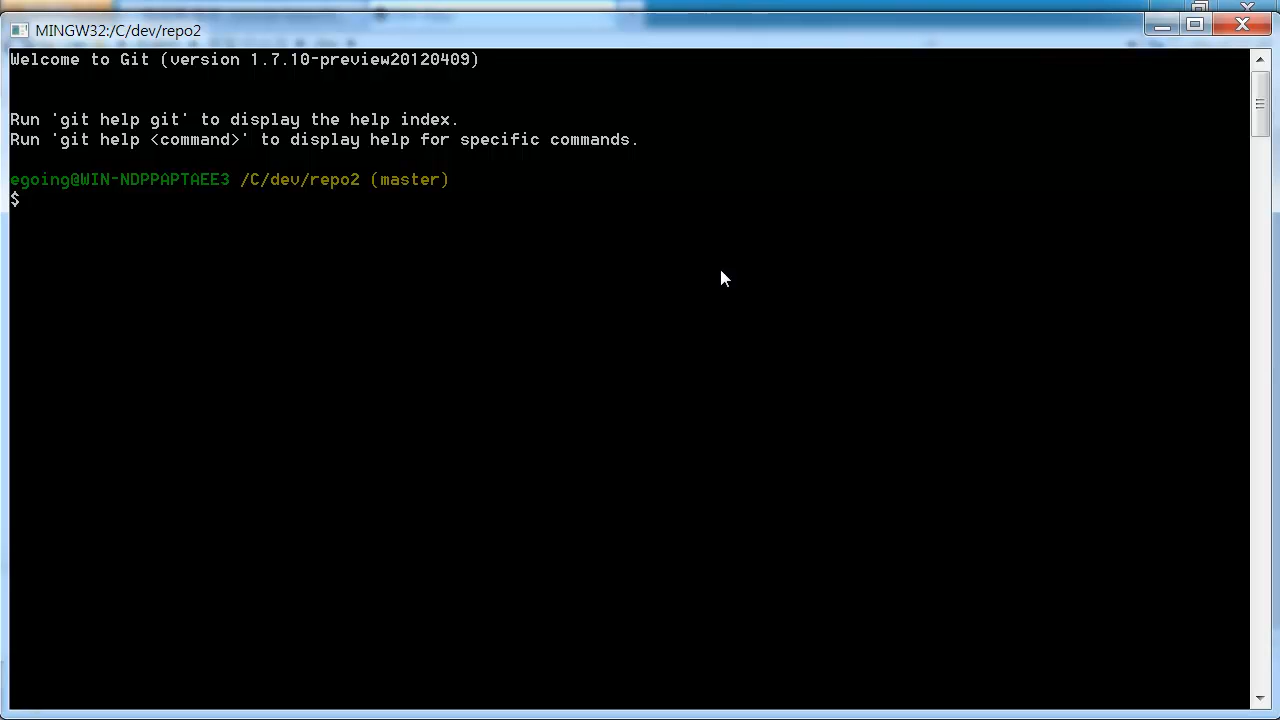 MINGW32:/C/dev/repo2
Welcome to Git (version 1.7.10-preview20120409)
Run 'git help git' to display the help index.
Run 'git help <command>' to display help for specific commands.
egoing@WIN-NDPPAPTAEE3 /C/dev/repo2 (master)
$